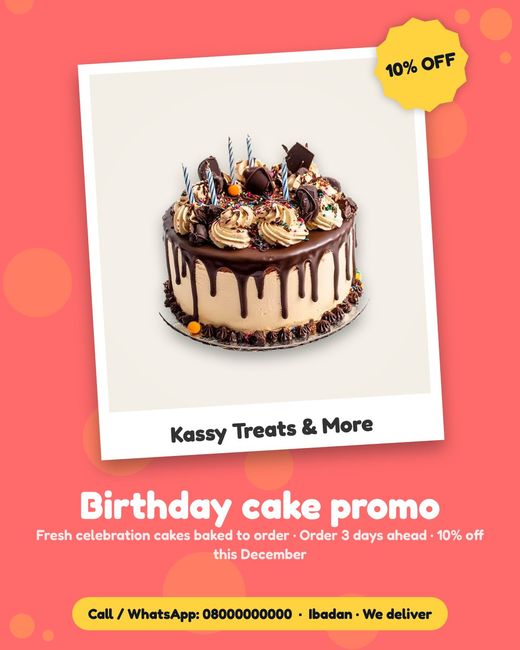 10% OFF
Kassy Treats & More
Birthday cake promo
Fresh celebration cakes baked to order · Order 3 days ahead · 10% off
this December
Call / WhatsApp: 08000000000 · Ibadan · We deliver